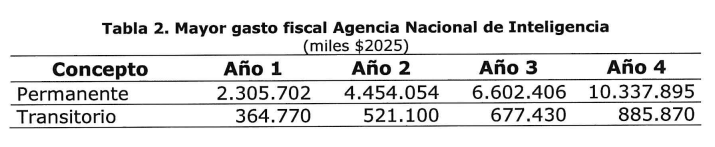 Tabla 2. Mayor gasto fiscal Agencia Nacional de Inteligencia
(miles $2025)
Concepto Año 1 Año 2 Año 3 Año 4
Permanente 2.305.702 4.454.054 6.602.406 10.337.895
Transitorio 364.770 521.100 677.430 885.870